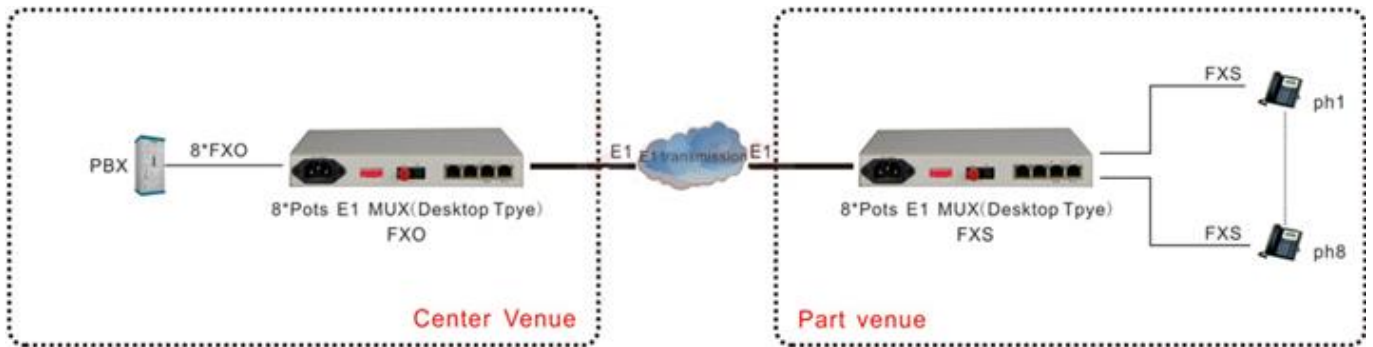 PBX
8*FXO
8*Pots E1 MUX(Desktop Tpye)
FXO
E1
E1 transmission
E1
8*Pots E1 MUX(Desktop Tpye)
FXS
FXS
ph1
FXS
ph8
Center Venue
Part venue